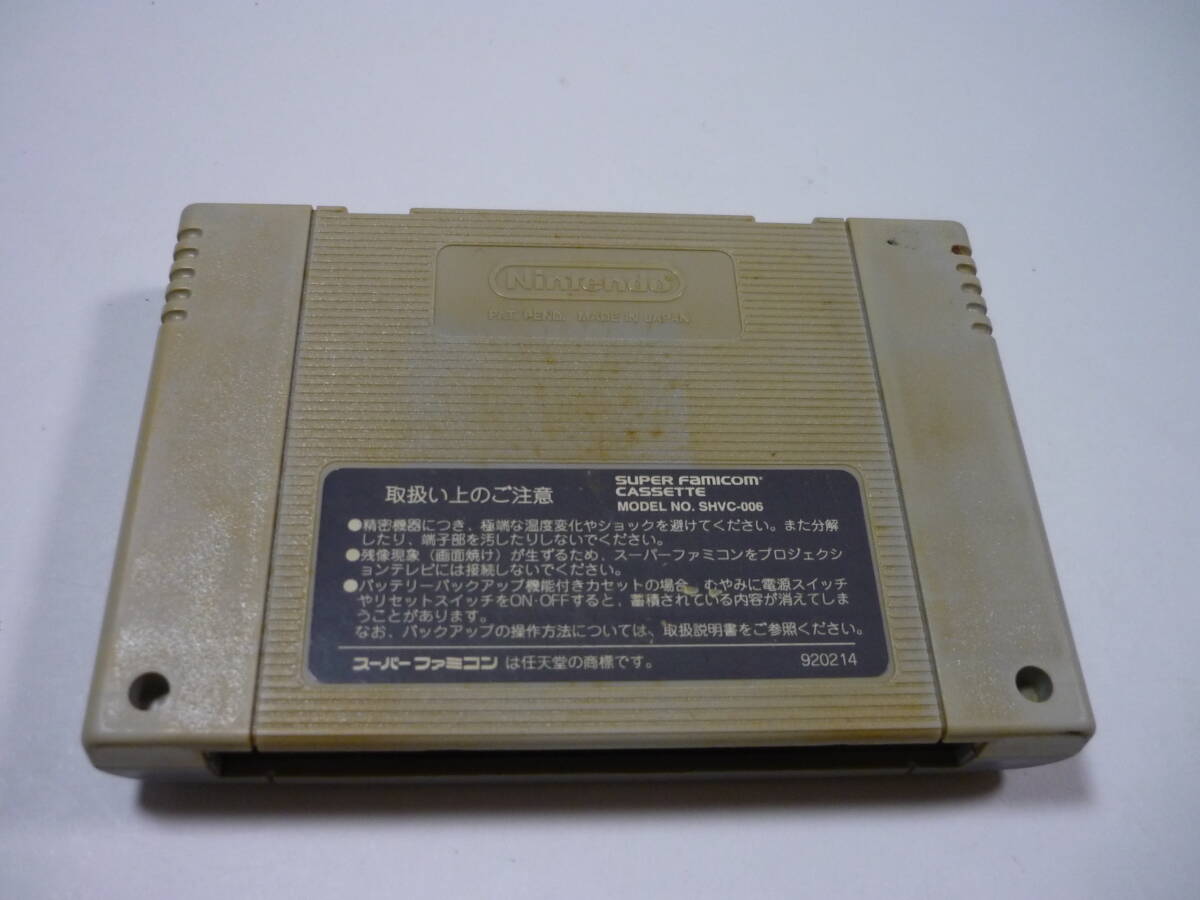 Nintendo
PAT. PEND. MADE IN JAPAN
取扱い上のご注意
SUPER FAMICOM
CASSETTE
MODEL NO. SHVC-006
●精密機器につき、極端な温度変化やショックを避けてください。また分解
したり、端子部を汚したりしないでください。
●残像現象（画面焼け）が生ずるため、スーパーファミコンをプロジェクシ
ョンテレビには接続しないでください。
●バッテリーバックアップ機能付きカセットの場合、むやみに電源スイッチ
やリセットスイッチをON・OFFすると、蓄積されている内容が消えてしま
うことがあります。
なお、バックアップの操作方法については、取扱説明書をご参照ください。
スーパーファミコン は任天堂の商標です。
920214